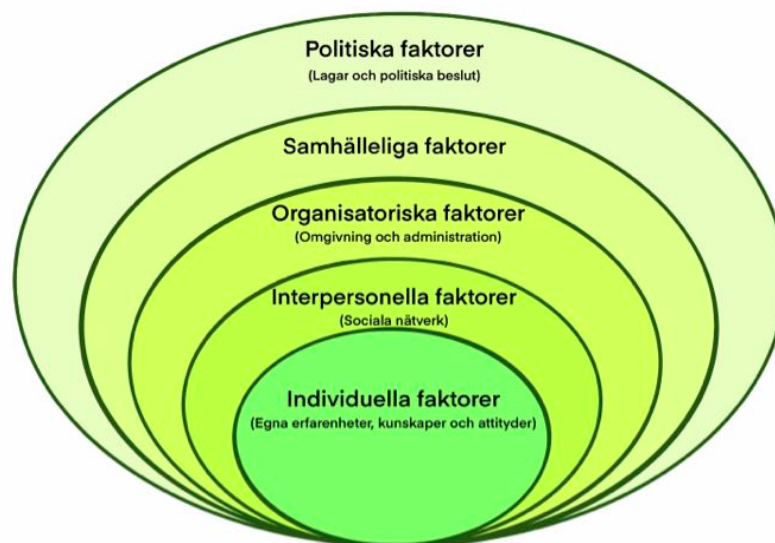 Politiska faktorer
(Lagar och politiska beslut)
Samhälleliga faktorer
Organisatoriska faktorer
(Omgivning och administration)
Interpersonella faktorer
(Sociala nätverk)
Individuella faktorer
(Egna erfarenheter, kunskaper och attityder)